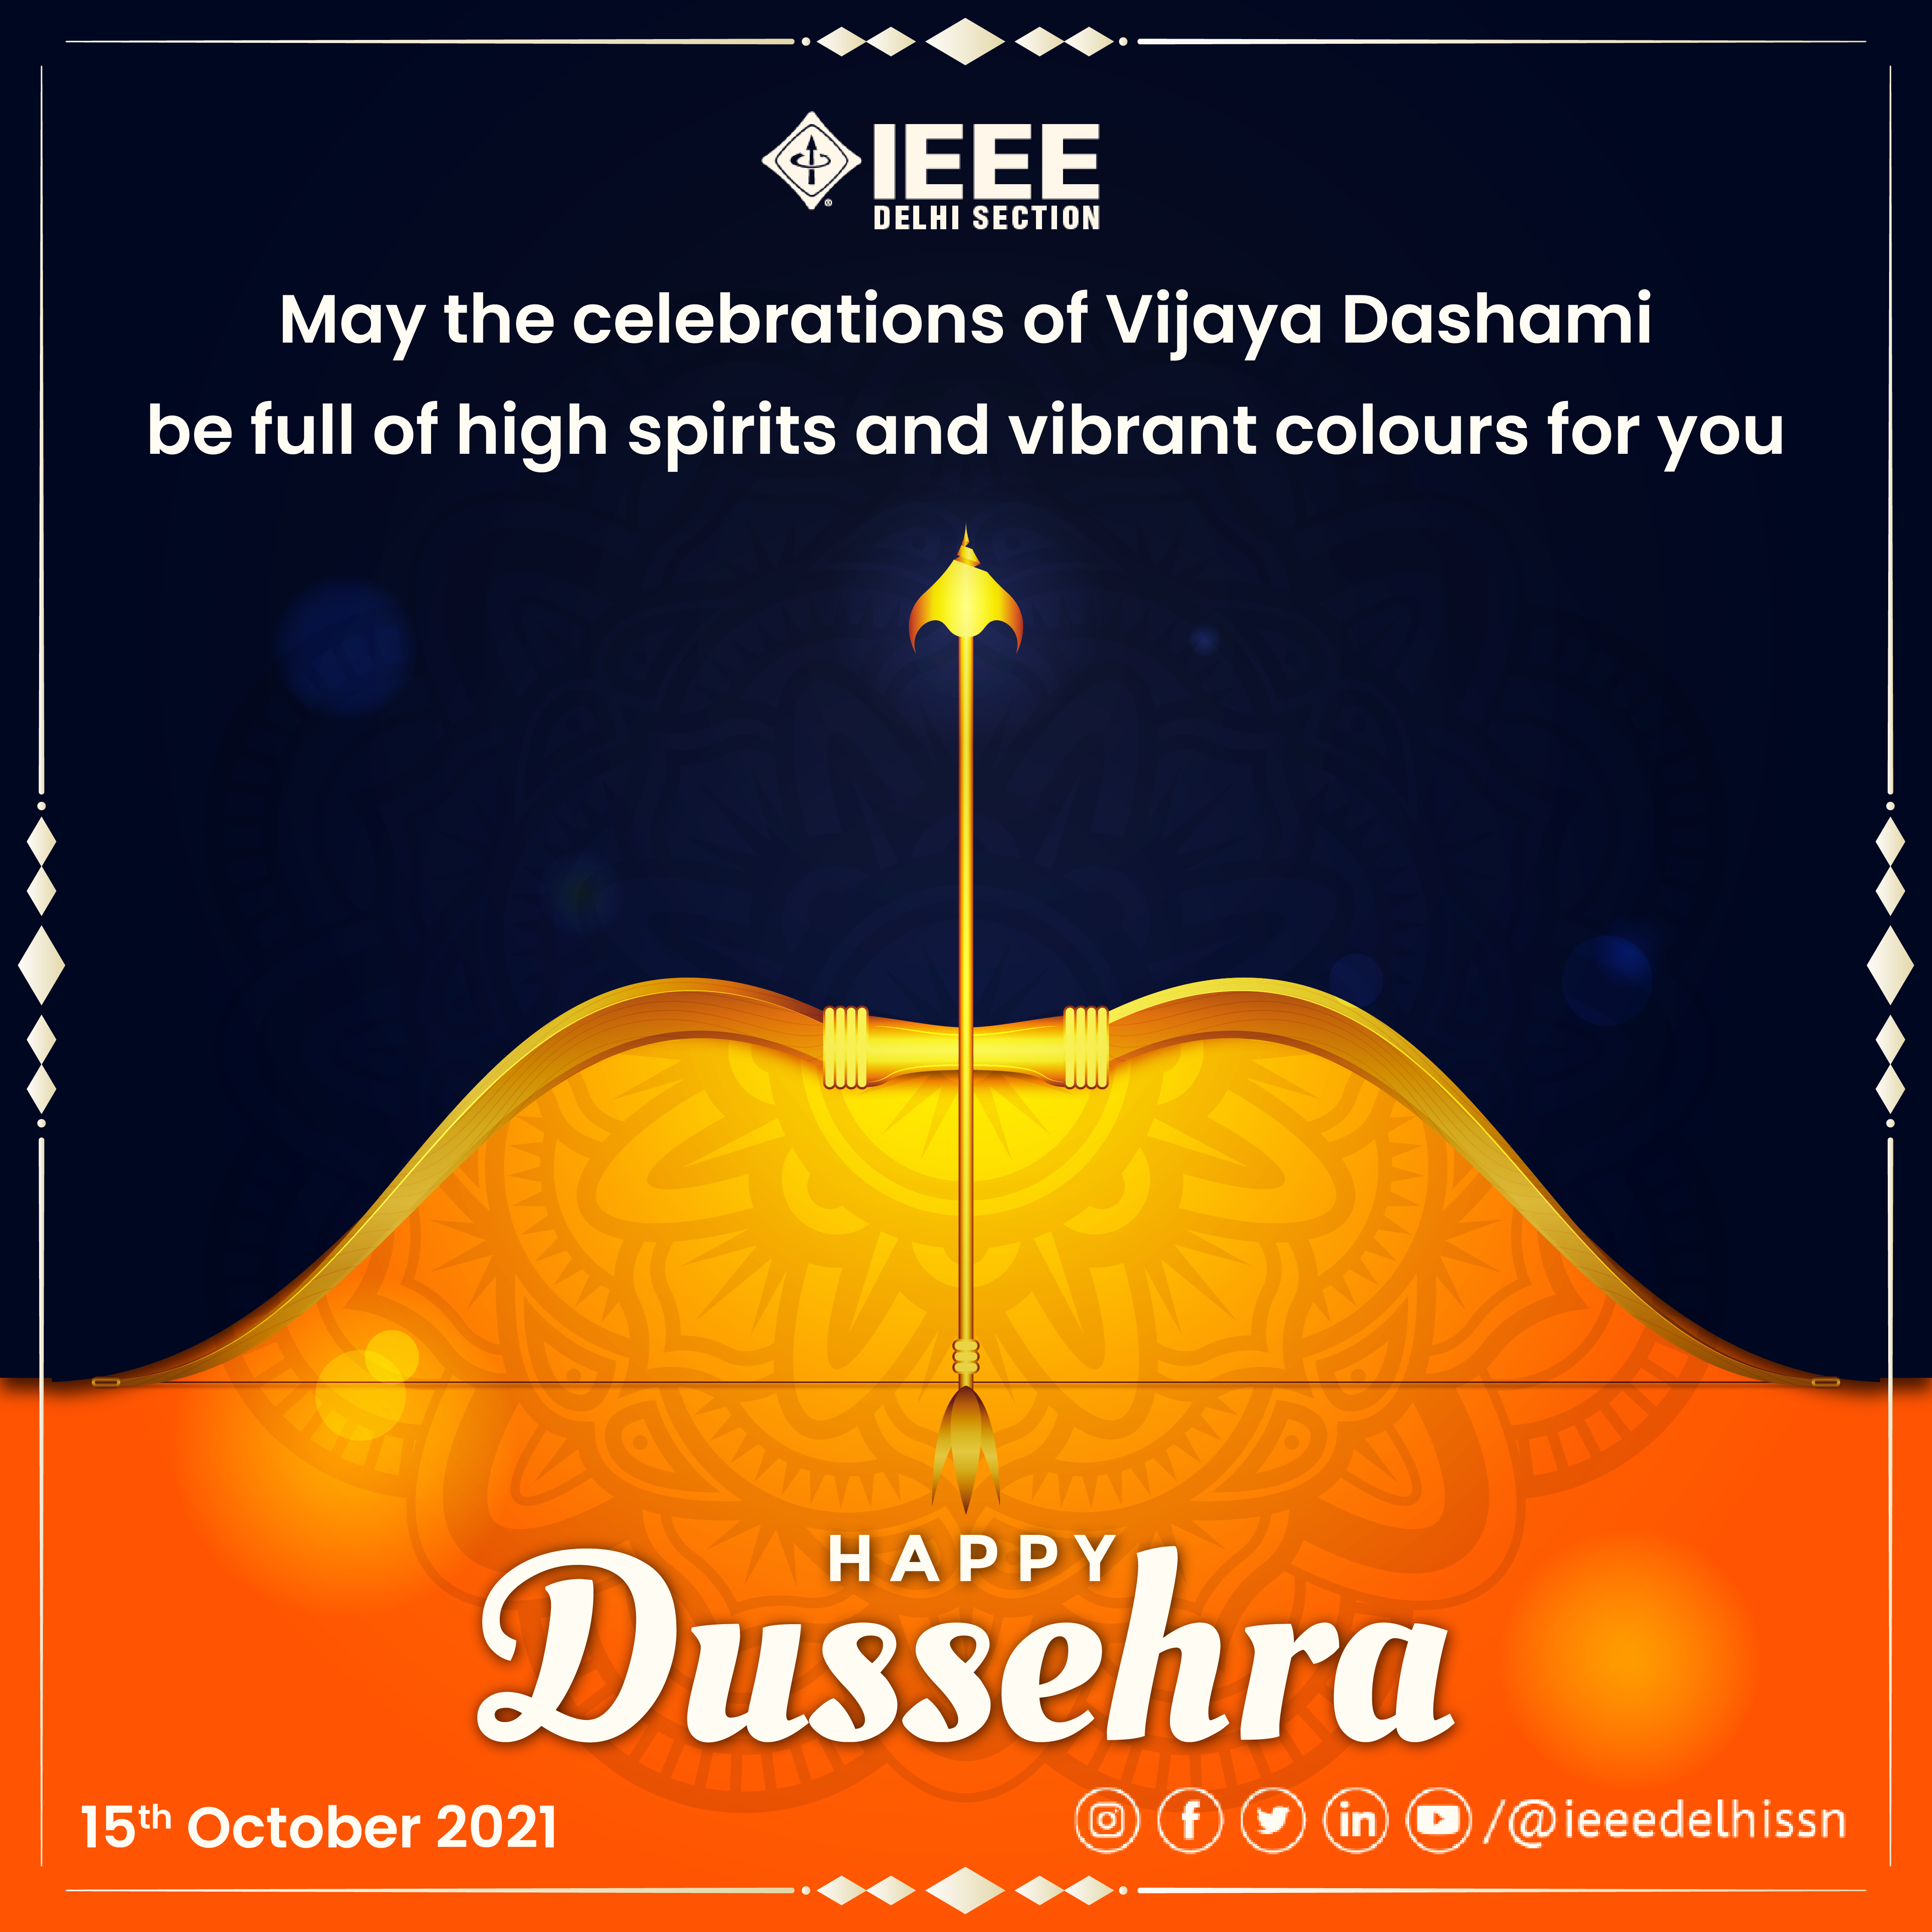 IEEE
DELHI SECTION
May the celebrations of Vijaya Dashami
be full of high spirits and vibrant colours for you
HAPPY
Dussehra
15th October 2021
/@ieeedelhissn